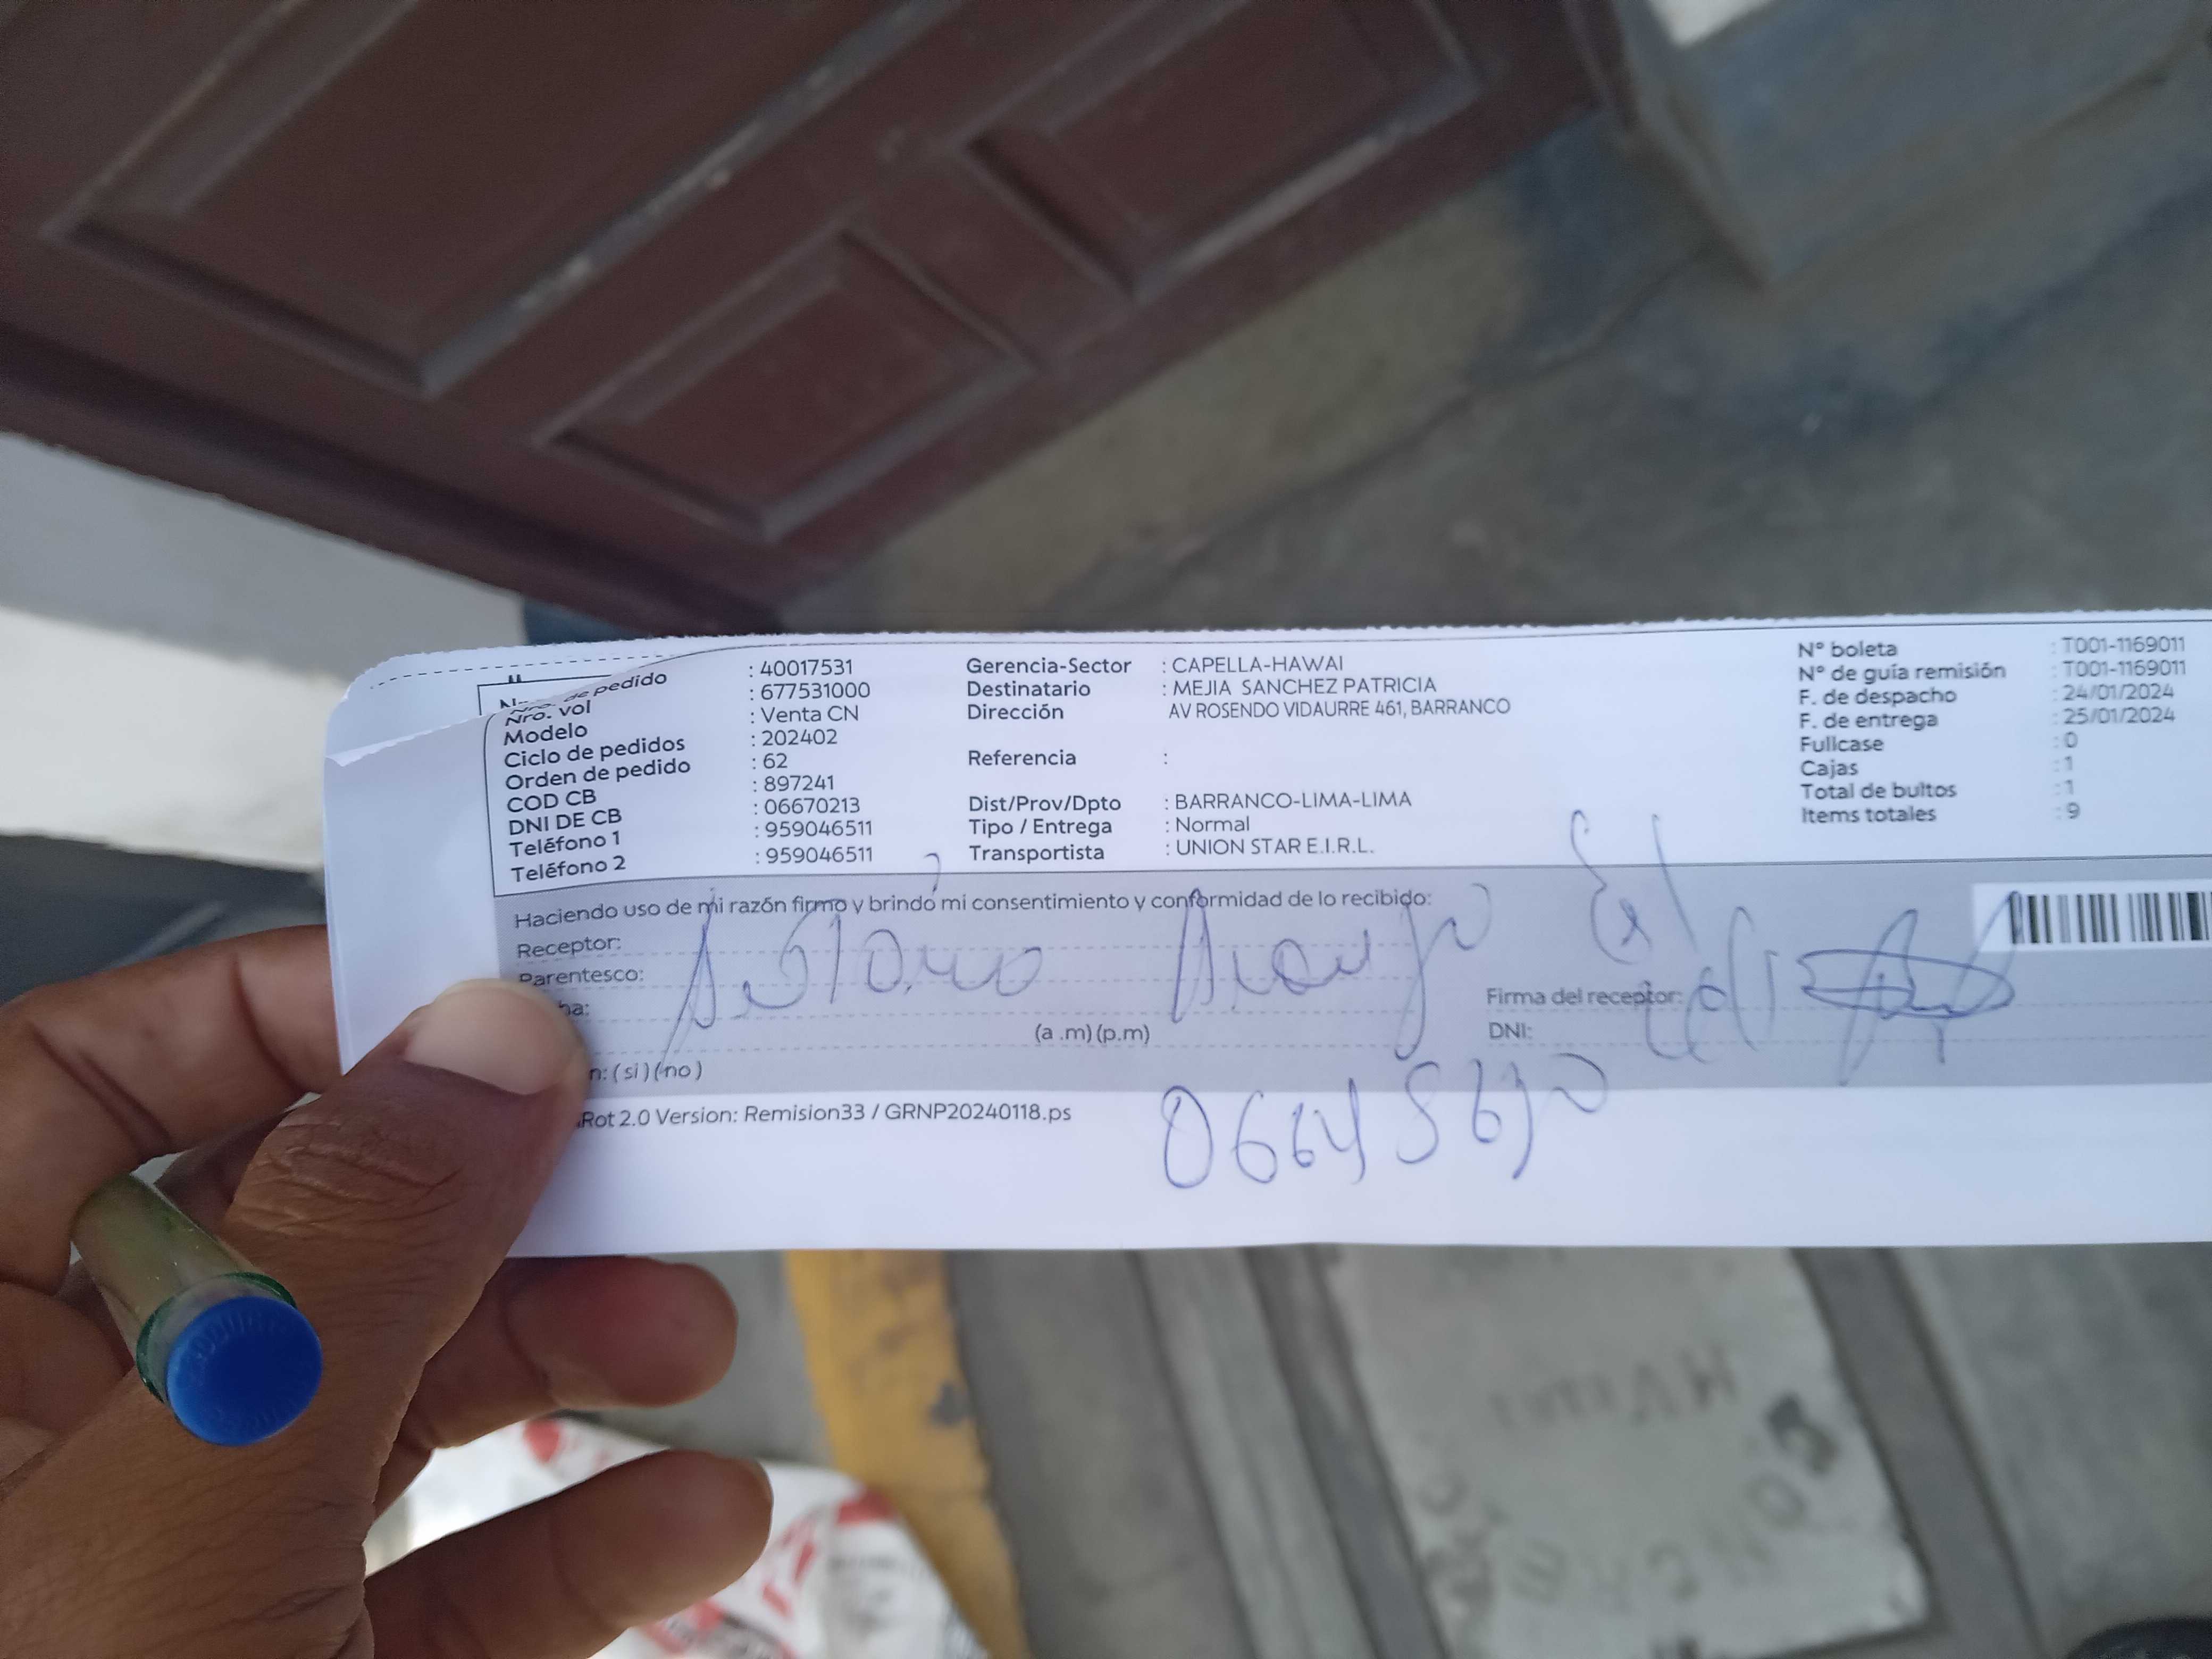 Nro. de pedido : 40017531
Nro. vol : 677531000
Modelo : Venta CN
Ciclo de pedidos : 202402
Orden de pedido : 62
COD CB : 897241
DNI DE CB : 06670213
Teléfono 1 : 959046511
Teléfono 2 : 959046511
Gerencia-Sector : CAPELLA-HAWAI
Destinatario : MEJIA SANCHEZ PATRICIA
Dirección AV ROSENDO VIDAURRE 461, BARRANCO
Referencia :
Dist/Prov/Dpto : BARRANCO-LIMA-LIMA
Tipo / Entrega : Normal
Transportista : UNION STAR E.I.R.L.
N° boleta : T001-1169011
N° de guía remisión : T001-1169011
F. de despacho : 24/01/2024
F. de entrega : 25/01/2024
Fullcase : 0
Cajas : 1
Total de bultos : 1
Items totales : 9
Haciendo uso de mi razón firmo y brindo mi consentimiento y conformidad de lo recibido:
Receptor:
Parentesco:
Araujo
(a .m) (p.m)
n: ( si ) ( no )
Firma del receptor:
DNI:
Rot 2.0 Version: Remision33 / GRNP20240118.ps